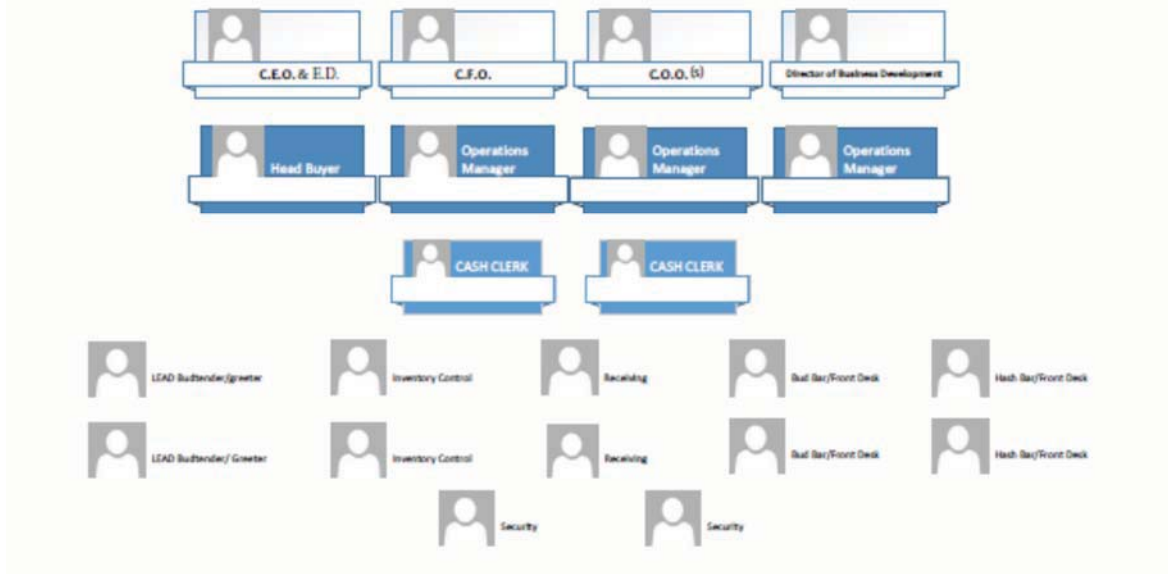 C.E.O. & E.D.
C.F.O.
C.O.O. (s)
Director of Business Development
Head Buyer
Operations
Manager
Operations
Manager
Operations
Manager
CASH CLERK
CASH CLERK
LEAD Budtender/greeter
Inventory Control
Receiving
Bud Bar/Front Desk
Hash Bar/Front Desk
LEAD Budtender/ Greeter
Inventory Control
Receiving
Bud Bar/Front Desk
Hash Bar/Front Desk
Security
Security